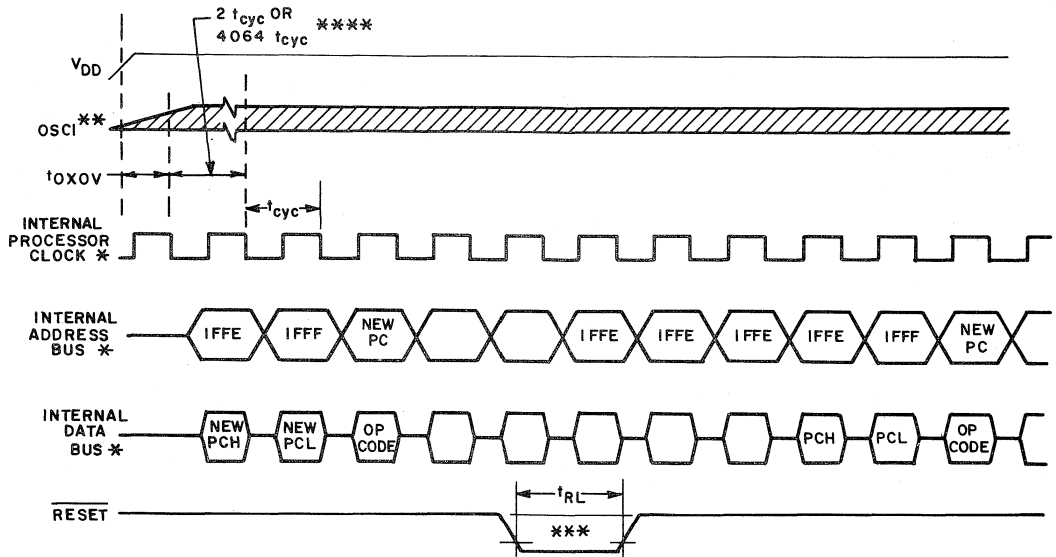 2 tcyc OR ****
4064 tcyc
VDD
OSCI**
tOXOV
tcyc
INTERNAL
PROCESSOR
CLOCK *
INTERNAL
ADDRESS
BUS *
IFFE
IFFF
NEW
PC
IFFE
IFFE
IFFE
IFFE
IFFF
NEW
PC
INTERNAL
DATA
BUS *
NEW
PCH
NEW
PCL
OP
CODE
PCH
PCL
OP
CODE
tRL
RESET
***